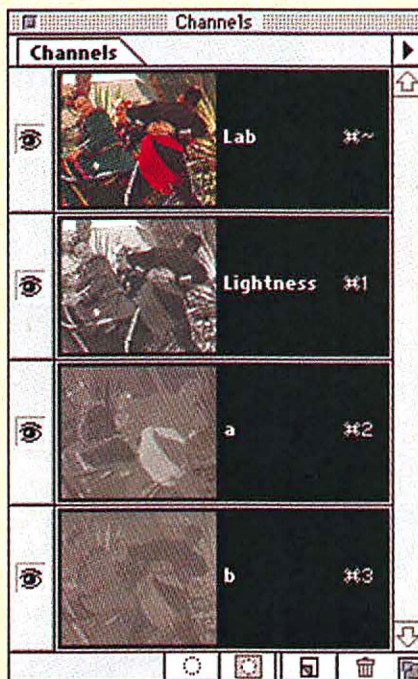 Channels
Channels
Lab ⌘~
Lightness ⌘1
a ⌘2
b ⌘3